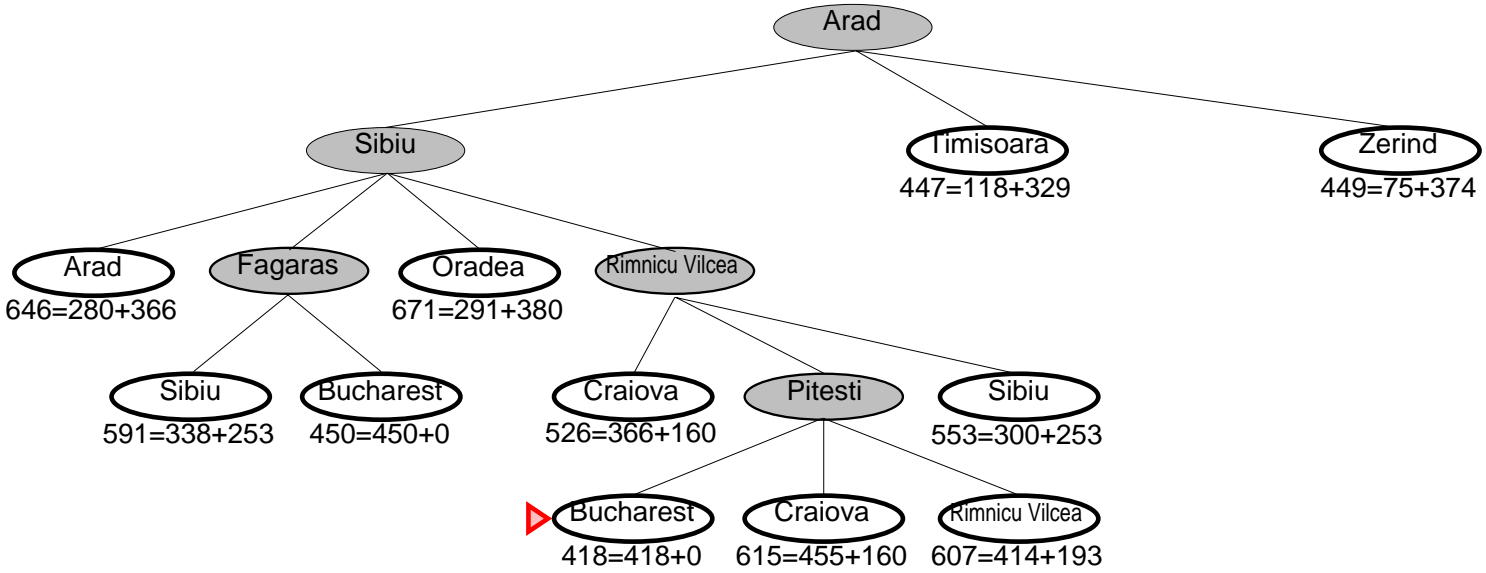 Arad
Sibiu
Timisoara
Zerind
447=118+329
449=75+374
Arad
Fagaras
Oradea
Rimnicu Vilcea
646=280+366
671=291+380
Sibiu
Bucharest
Craiova
Pitesti
Sibiu
591=338+253
450=450+0
526=366+160
553=300+253
Bucharest
Craiova
Rimnicu Vilcea
418=418+0
615=455+160
607=414+193